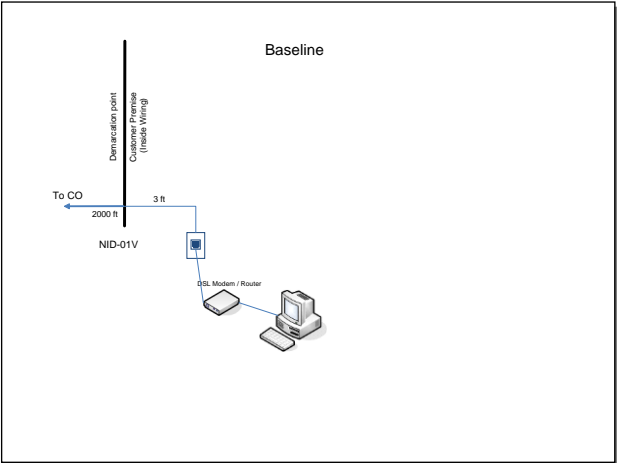 Baseline
Demarcation point
Customer Premise
(Inside Wiring)
To CO
3 ft
2000 ft
NID-01V
DSL Modem / Router